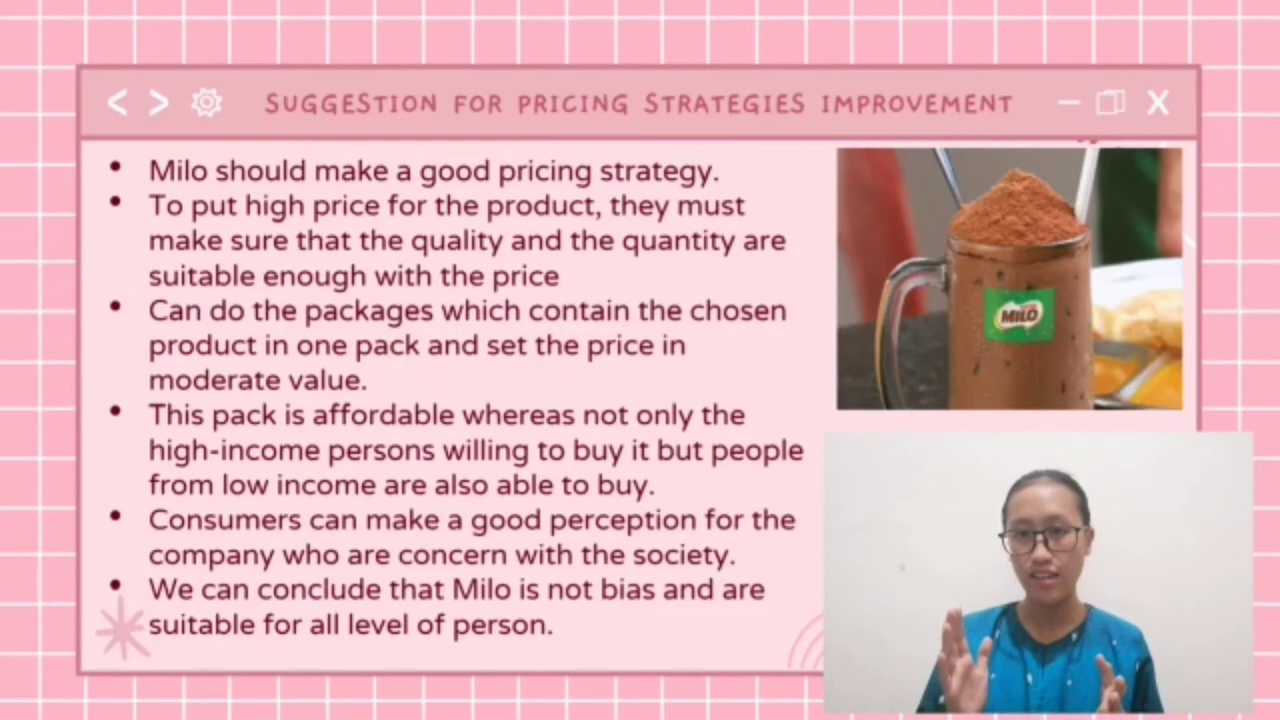 SUGGESTION FOR PRICING STRATEGIES IMPROVEMENT
• Milo should make a good pricing strategy.
• To put high price for the product, they must
make sure that the quality and the quantity are
suitable enough with the price
• Can do the packages which contain the chosen
product in one pack and set the price in
moderate value.
• This pack is affordable whereas not only the
high-income persons willing to buy it but people
from low income are also able to buy.
• Consumers can make a good perception for the
company who are concern with the society.
• We can conclude that Milo is not bias and are
suitable for all level of person.
MILO